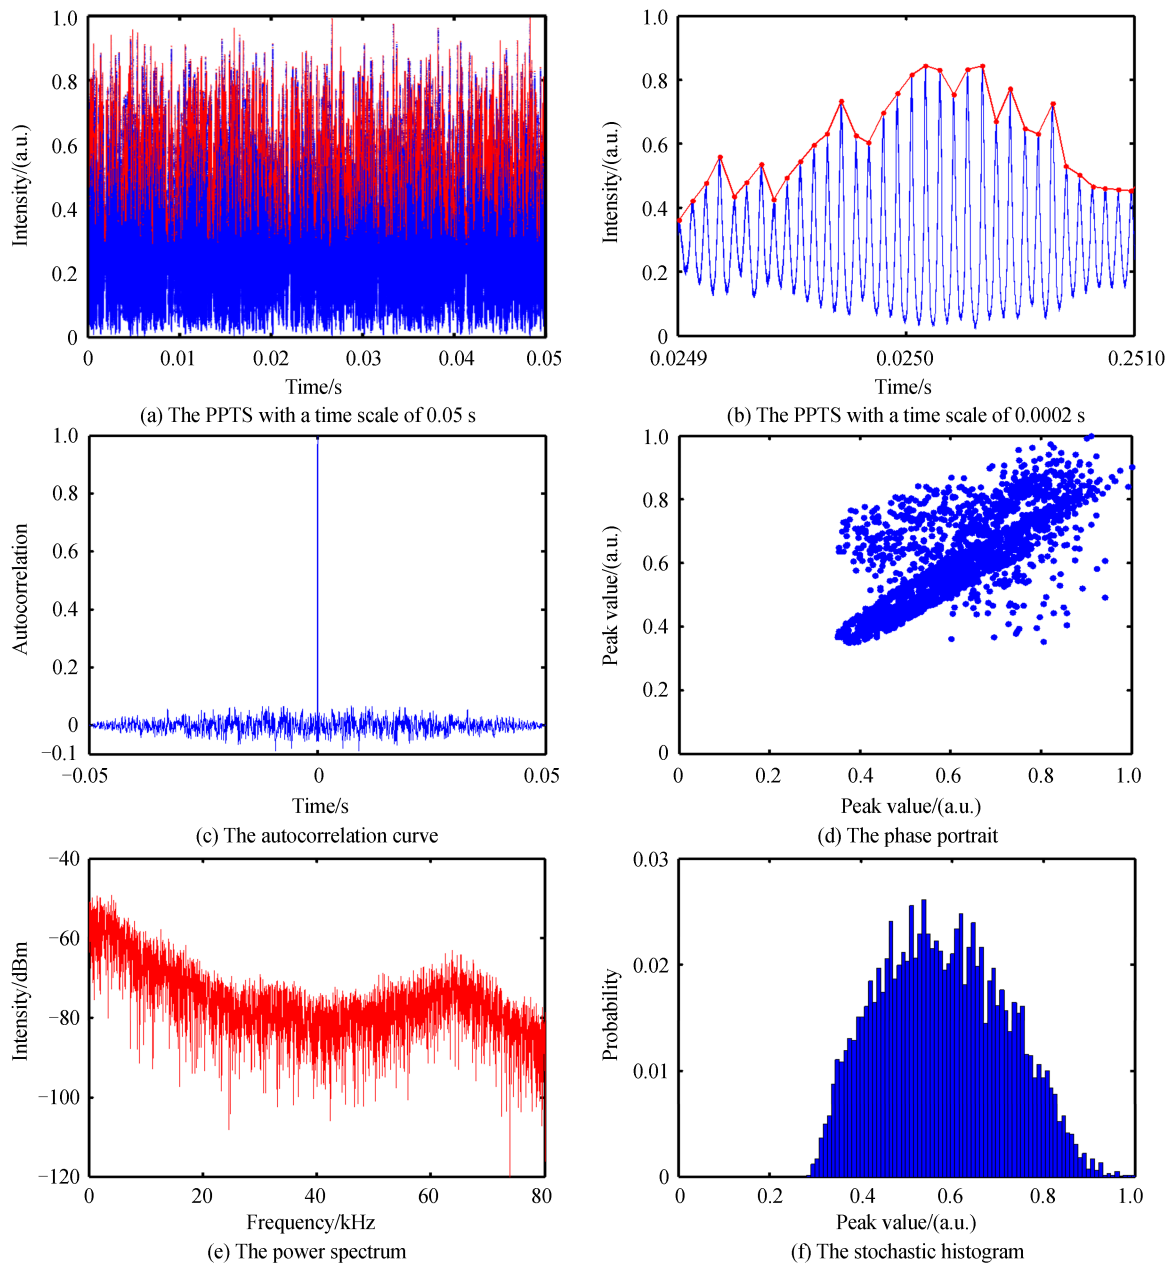 1.0
0.8
0.6
0.4
0.2
0
Intensity/(a.u.)
0 0.01 0.02 0.03 0.04 0.05
Time/s
(a) The PPTS with a time scale of 0.05 s
1.0
0.8
0.6
0.4
0.2
0
Intensity/(a.u.)
0.0249 0.0250 0.2510
Time/s
(b) The PPTS with a time scale of 0.0002 s
1.0
0.8
0.6
0.4
0.2
0
−0.1
Autocorrelation
−0.05 0 0.05
Time/s
(c) The autocorrelation curve
1.0
0.8
0.6
0.4
0.2
0
Peak value/(a.u.)
0 0.2 0.4 0.6 0.8 1.0
Peak value/(a.u.)
(d) The phase portrait
−40
−60
−80
−100
−120
Intensity/dBm
0 20 40 60 80
Frequency/kHz
(e) The power spectrum
0.03
0.02
0.01
0
Probability
0 0.2 0.4 0.6 0.8 1.0
Peak value/(a.u.)
(f) The stochastic histogram